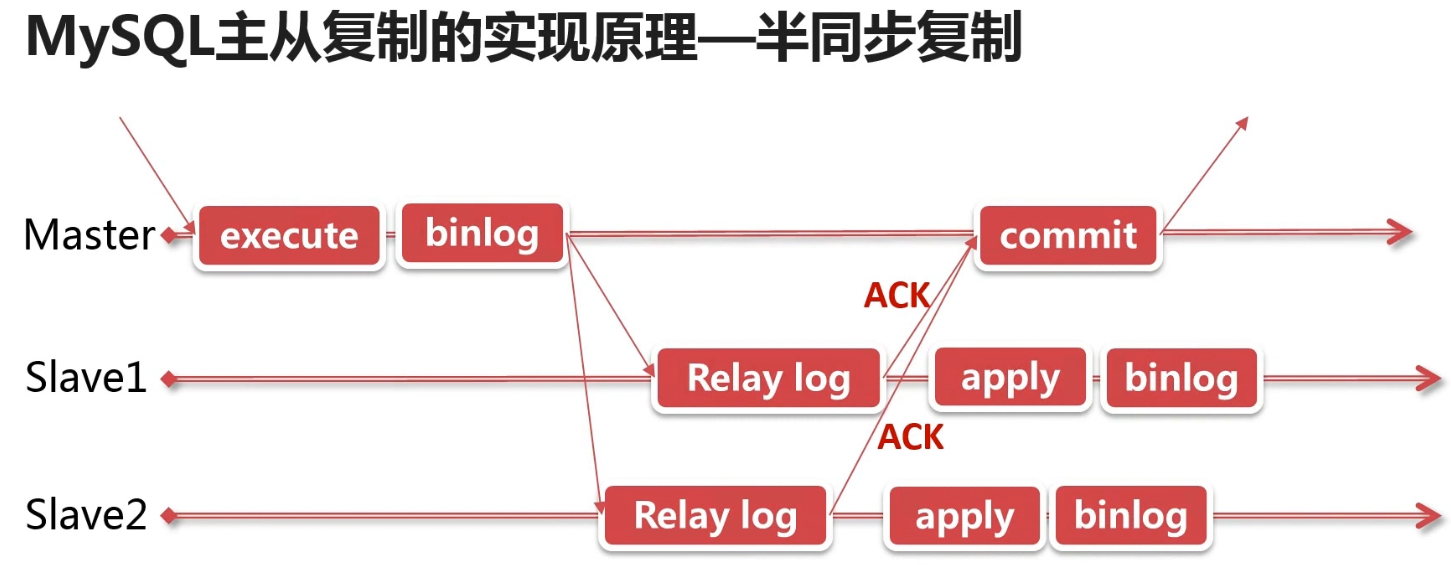 MySQL主从复制的实现原理—半同步复制
Master execute binlog commit
ACK
Slave1 Relay log apply binlog
ACK
Slave2 Relay log apply binlog